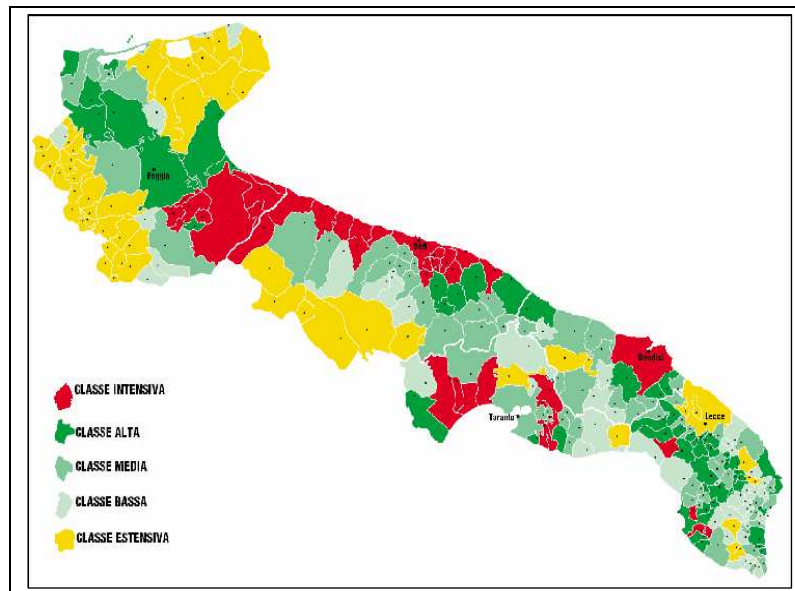 Foggia
Bari
Brindisi
Lecce
Taranto
CLASSE INTENSIVA
CLASSE ALTA
CLASSE MEDIA
CLASSE BASSA
CLASSE ESTENSIVA